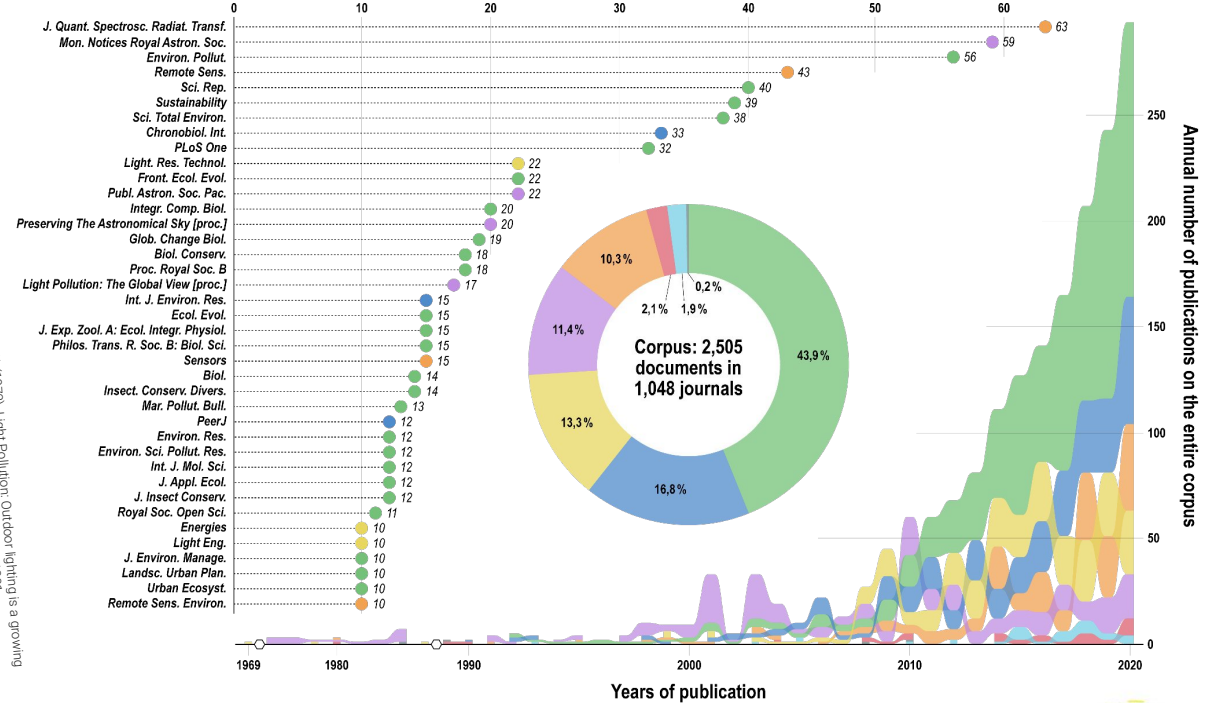 0 10 20 30 40 50 60
J. Quant. Spectrosc. Radiat. Transf. 63
Mon. Notices Royal Astron. Soc. 59
Environ. Pollut. 56
Remote Sens. 43
Sci. Rep. 40
Sustainability 39
Sci. Total Environ. 38
Chronobiol. Int. 33
PLoS One 32
Light. Res. Technol. 22
Front. Ecol. Evol. 22
Publ. Astron. Soc. Pac. 22
Integr. Comp. Biol. 20
Preserving The Astronomical Sky [proc.] 20
Glob. Change Biol. 19
Biol. Conserv. 18
Proc. Royal Soc. B 18
Light Pollution: The Global View [proc.] 17
Int. J. Environ. Res. 15
Ecol. Evol. 15
J. Exp. Zool. A: Ecol. Integr. Physiol. 15
Philos. Trans. R. Soc. B: Biol. Sci. 15
Sensors 15
Biol. 14
Insect. Conserv. Divers. 14
Mar. Pollut. Bull. 13
PeerJ 12
Environ. Res. 12
Environ. Sci. Pollut. Res. 12
Int. J. Mol. Sci. 12
J. Appl. Ecol. 12
J. Insect Conserv. 12
Royal Soc. Open Sci. 11
Energies 10
Light Eng. 10
J. Environ. Manage. 10
Landsc. Urban Plan. 10
Urban Ecosyst. 10
Remote Sens. Environ. 10
10,3 %
11,4 %
13,3 %
16,8 %
43,9 %
2,1 %
1,9 %
0,2 %
Corpus: 2,505
documents in
1,048 journals
250
200
150
100
50
0
Annual number of publications on the entire corpus
1969 1980 1990 2000 2010 2020
Years of publication
Light Pollution: Outdoor lighting is a growing